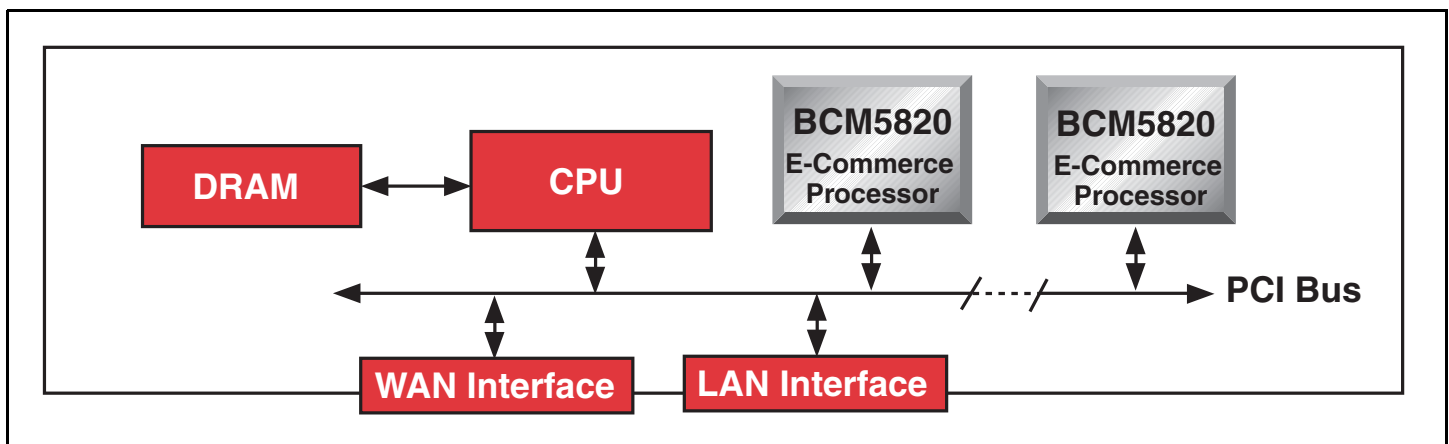 BCM5820
E-Commerce
Processor
BCM5820
E-Commerce
Processor
DRAM
CPU
PCI Bus
WAN Interface
LAN Interface